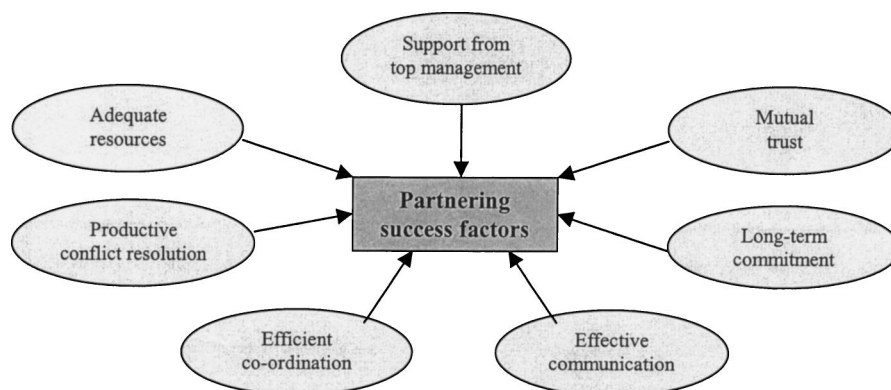 Support from
top management
Adequate
resources
Mutual
trust
Partnering
success factors
Productive
conflict resolution
Long-term
commitment
Efficient
co-ordination
Effective
communication